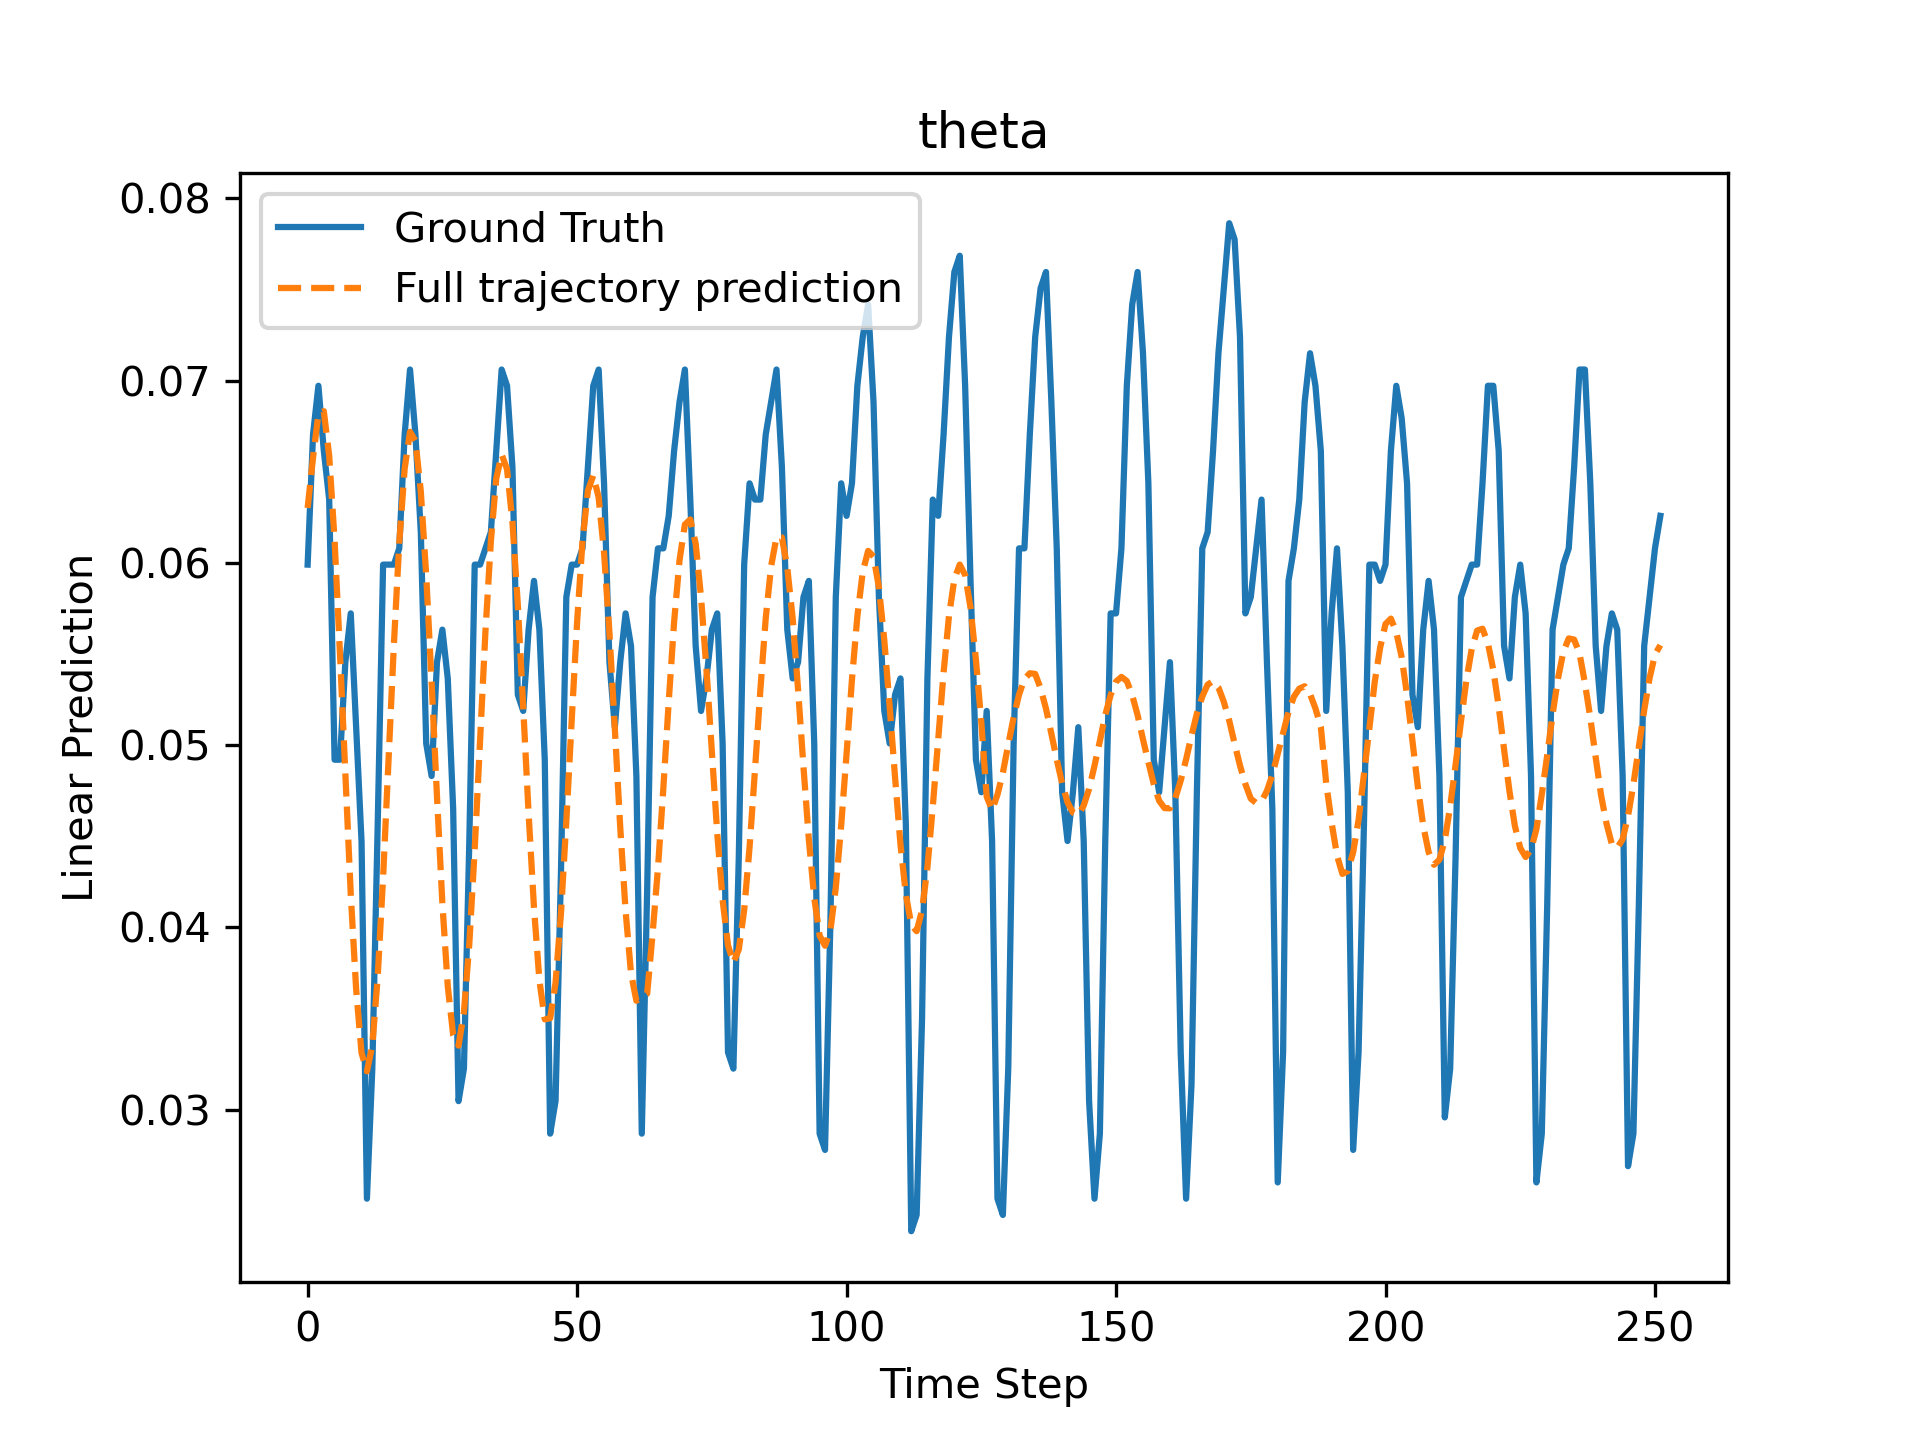 theta
Ground Truth
Full trajectory prediction
Linear Prediction
0.08
0.07
0.06
0.05
0.04
0.03
0 50 100 150 200 250
Time Step